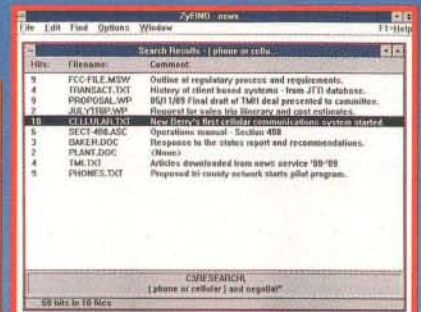 ZyFIND - news
File Edit Find Options Window F1=Help
Search Results - | phone or cellu...
Hits: Filename: Comment:
9 FCC-FILE.MSW Outline of regulatory process and requirements.
4 TRANSACT.TXT History of client based systems - from JTI database.
9 PROPOSAL.WP 05/11/89 Final draft of TMI deal presented to committee.
2 JULYTRIP.WP Request for sales trip itinerary and cost estimates.
10 CELLULAR.TXT New Derry's first cellular communications system started.
6 SECT-408.ASC Operations manual - Section 408
3 BAKER.DOC Response to the states report and recommendations.
2 PLANT.DOC <None>
4 TMI.TXT Articles downloaded from news service '88-'89
9 PHONES.TXT Proposed tri-county network starts pilot program.
C:\RESEARCH\
| phone or cellular | and negotiat*
in 10 files